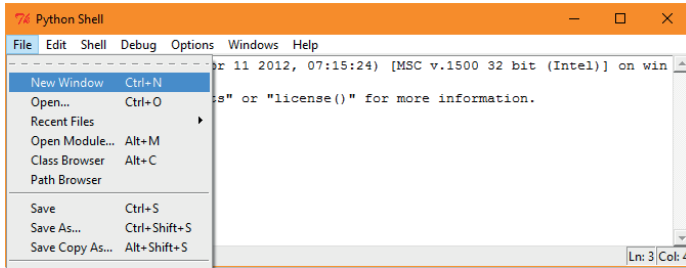 Python Shell
File Edit Shell Debug Options Windows Help
r 11 2012, 07:15:24) [MSC v.1500 32 bit (Intel)] on win
New Window Ctrl+N
Open... Ctrl+O
s" or "license()" for more information.
Recent Files
Open Module... Alt+M
Class Browser Alt+C
Path Browser
Save Ctrl+S
Save As... Ctrl+Shift+S
Save Copy As... Alt+Shift+S
Ln: 3 Col: 4